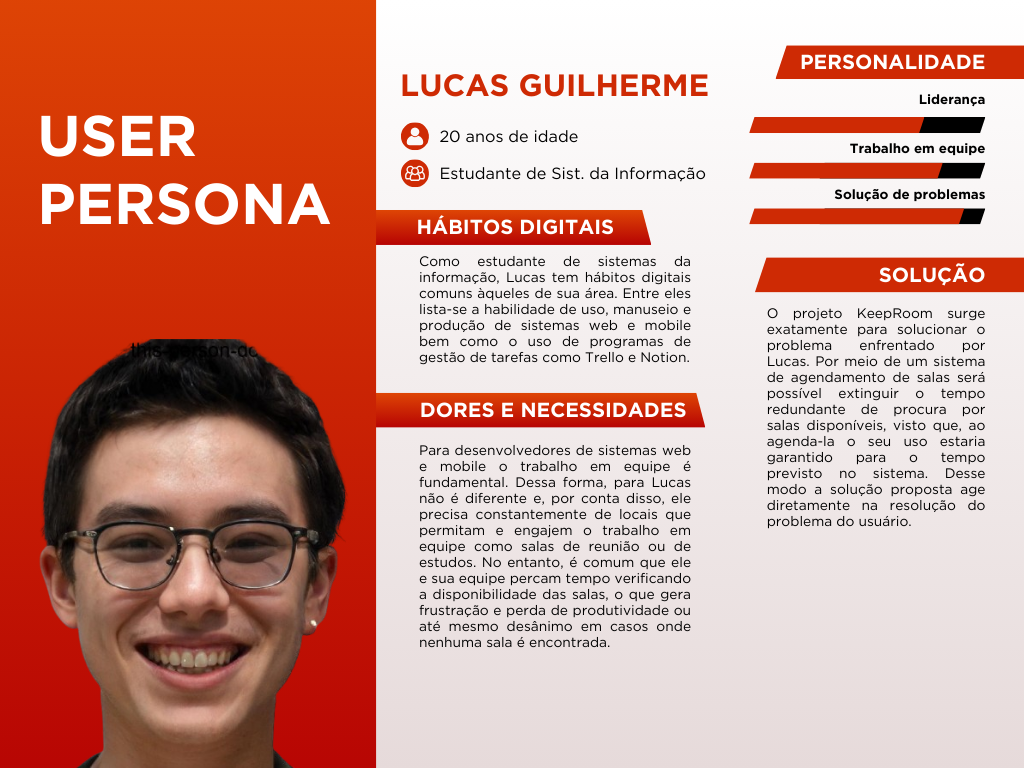 USER
PERSONA
LUCAS GUILHERME
20 anos de idade
Estudante de Sist. da Informação
HÁBITOS DIGITAIS
Como estudante de sistemas da
informação, Lucas tem hábitos digitais
comuns àqueles de sua área. Entre eles
lista-se a habilidade de uso, manuseio e
produção de sistemas web e mobile
bem como o uso de programas de
gestão de tarefas como Trello e Notion.
DORES E NECESSIDADES
Para desenvolvedores de sistemas web
e mobile o trabalho em equipe é
fundamental. Dessa forma, para Lucas
não é diferente e, por conta disso, ele
precisa constantemente de locais que
permitam e engajem o trabalho em
equipe como salas de reunião ou de
estudos. No entanto, é comum que ele
e sua equipe percam tempo verificando
a disponibilidade das salas, o que gera
frustração e perda de produtividade ou
até mesmo desânimo em casos onde
nenhuma sala é encontrada.
PERSONALIDADE
Liderança
Trabalho em equipe
Solução de problemas
SOLUÇÃO
O projeto KeepRoom surge
exatamente para solucionar o
problema enfrentado por
Lucas. Por meio de um sistema
de agendamento de salas será
possível extinguir o tempo
redundante de procura por
salas disponíveis, visto que, ao
agenda-la o seu uso estaria
garantido para o tempo
previsto no sistema. Desse
modo a solução proposta age
diretamente na resolução do
problema do usuário.